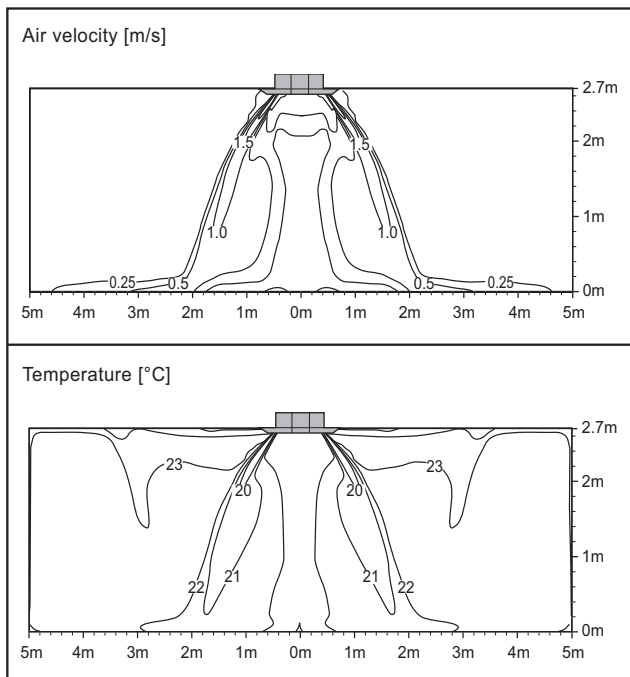 Air velocity [m/s]
2.7m
1.5 1.5 2m
1.0 1.0 1m
0.25 0.5 0.5 0.25 0m
5m 4m 3m 2m 1m 0m 1m 2m 3m 4m 5m
Temperature [°C]
2.7m
23 20 20 23 2m
22 21 21 22 1m
0m
5m 4m 3m 2m 1m 0m 1m 2m 3m 4m 5m